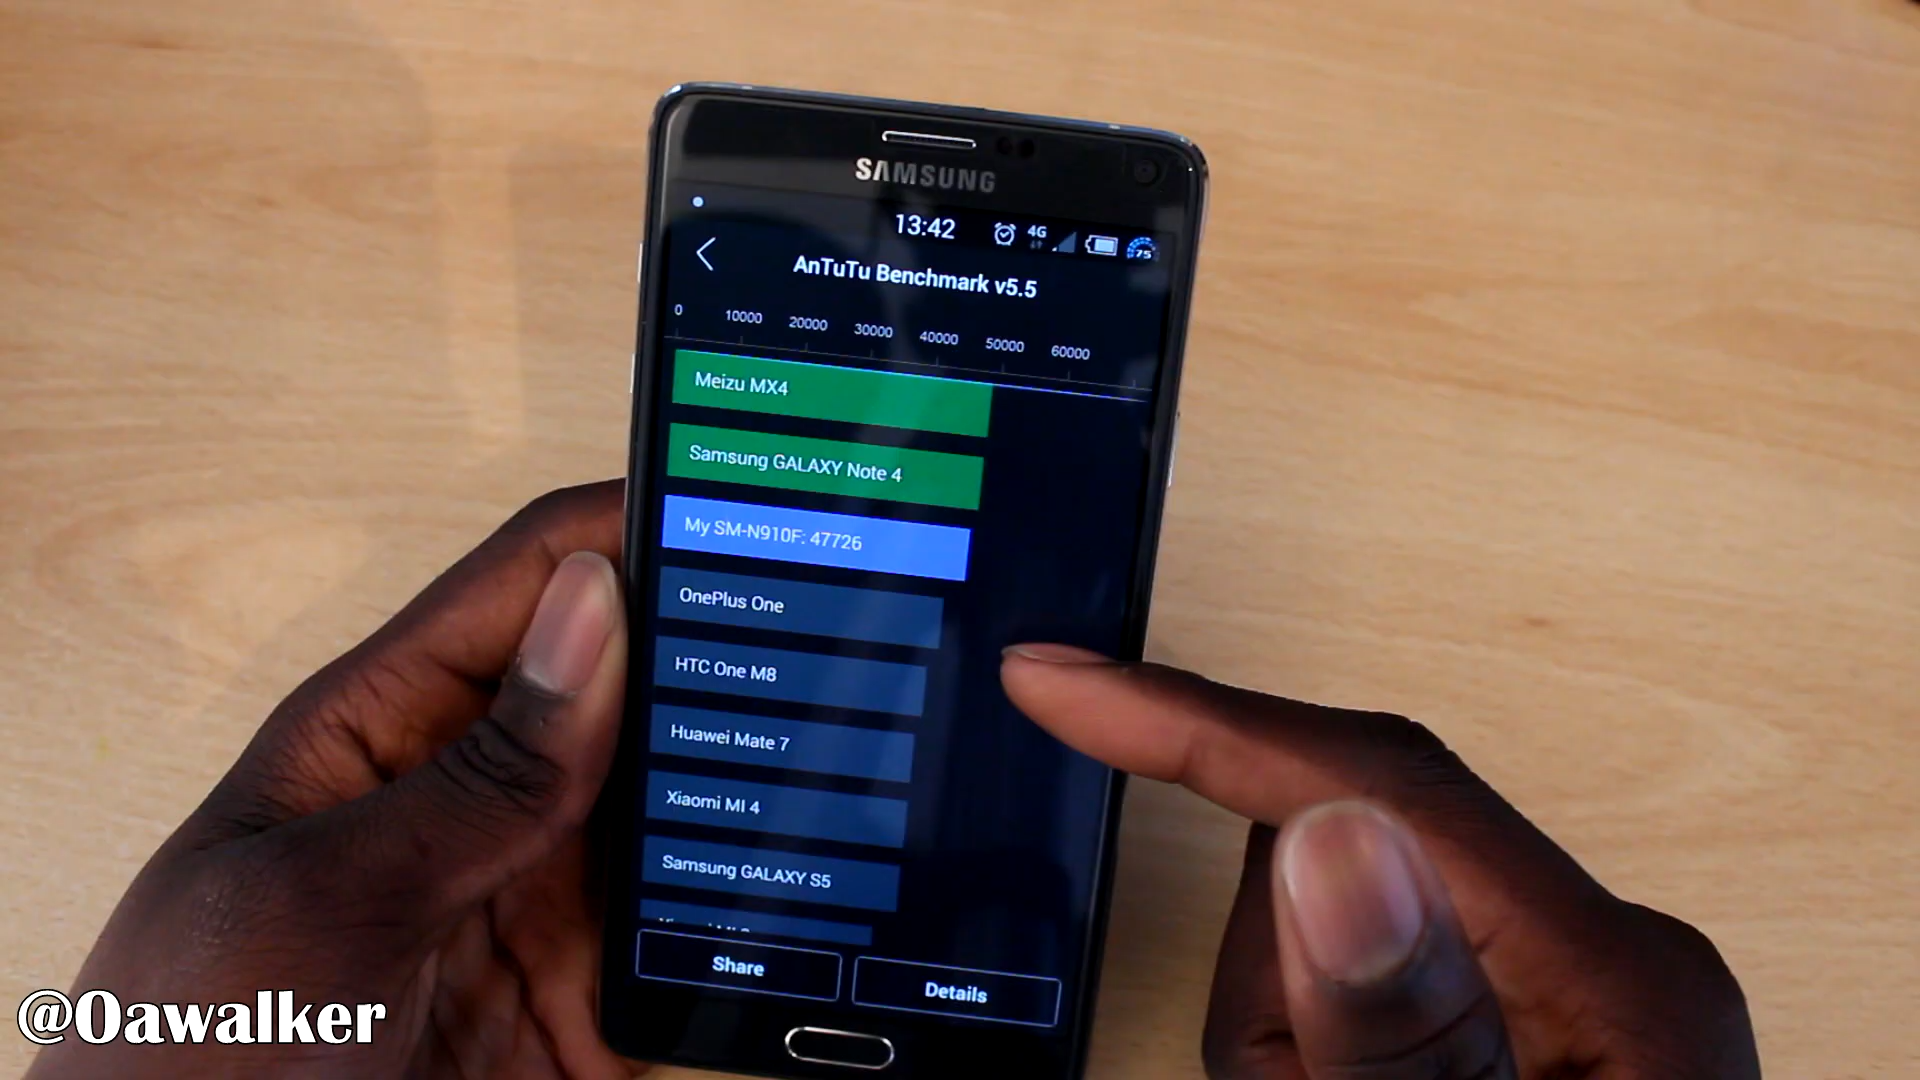 SAMSUNG
13:42 4G 75
AnTuTu Benchmark v5.5
0 10000 20000 30000 40000 50000 60000
Meizu MX4
Samsung GALAXY Note 4
My SM-N910F: 47726
OnePlus One
HTC One M8
Huawei Mate 7
Xiaomi MI 4
Samsung GALAXY S5
Share Details
@0awalker